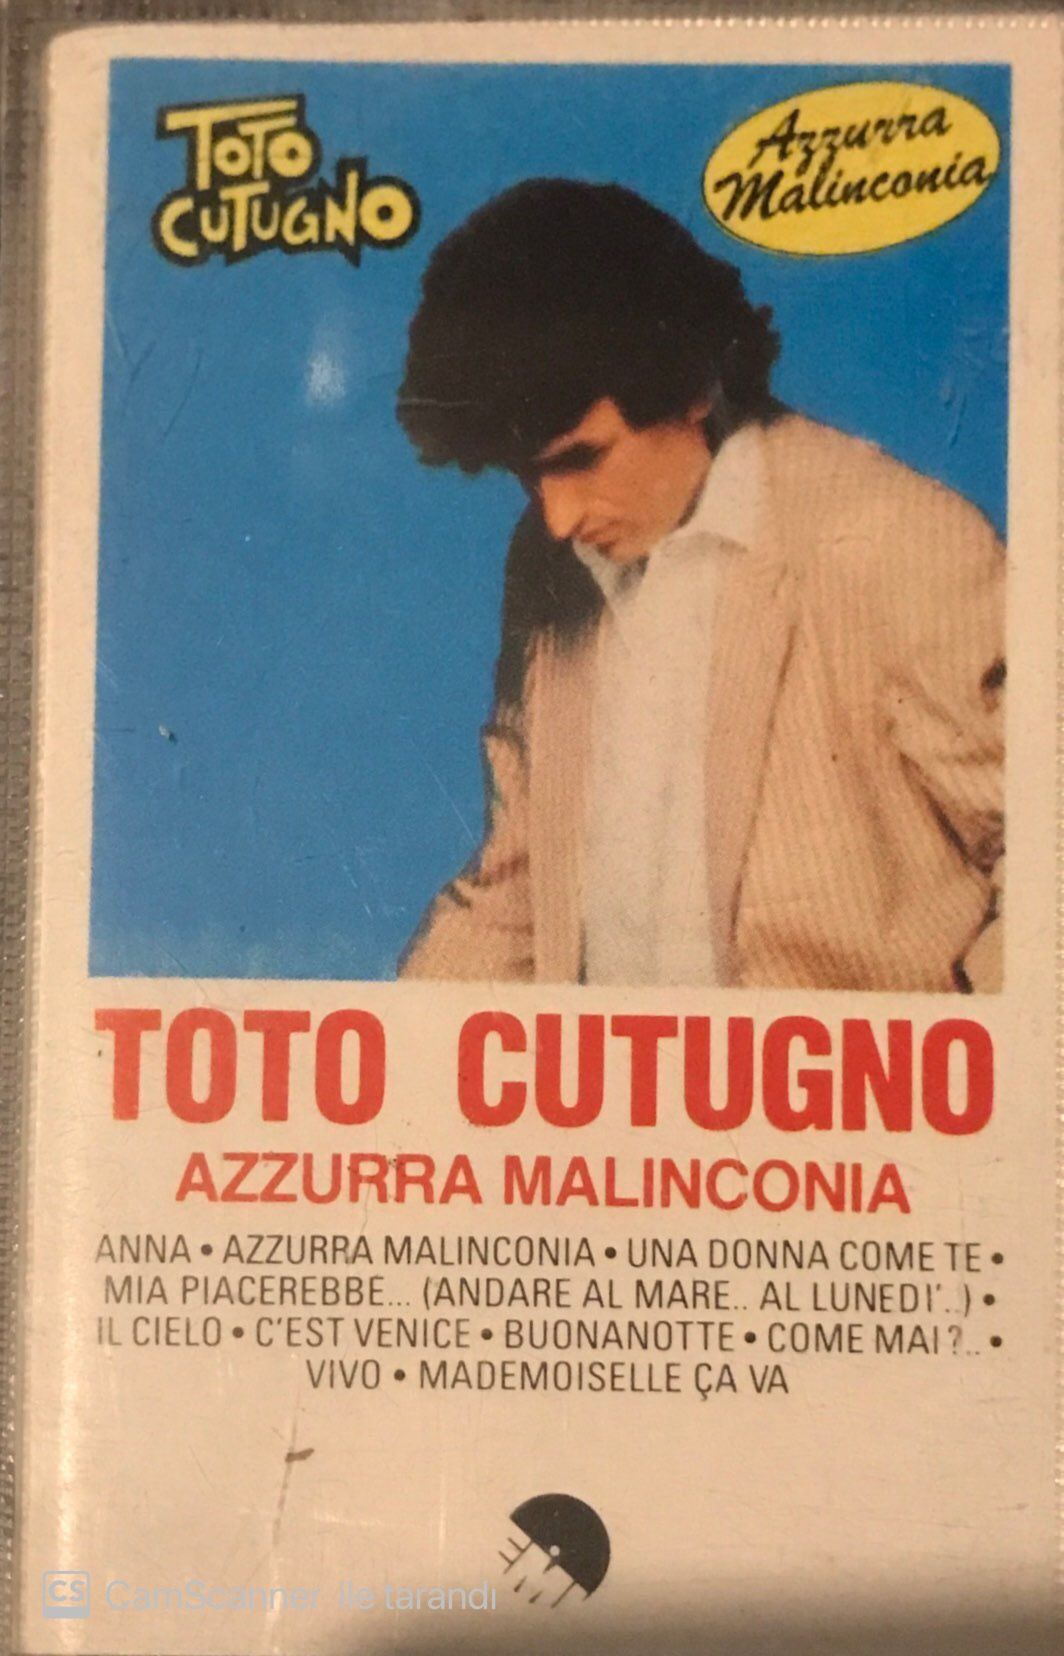 TOTO
CUTUGNO
Azzurra
Malinconia
TOTO CUTUGNO
AZZURRA MALINCONIA
ANNA • AZZURRA MALINCONIA • UNA DONNA COME TE •
MIA PIACEREBBE... (ANDARE AL MARE.. AL LUNEDI'..) •
IL CIELO • C'EST VENICE • BUONANOTTE • COME MAI?.. •
VIVO • MADEMOISELLE ÇA VA
CS CamScanner ile tarandı